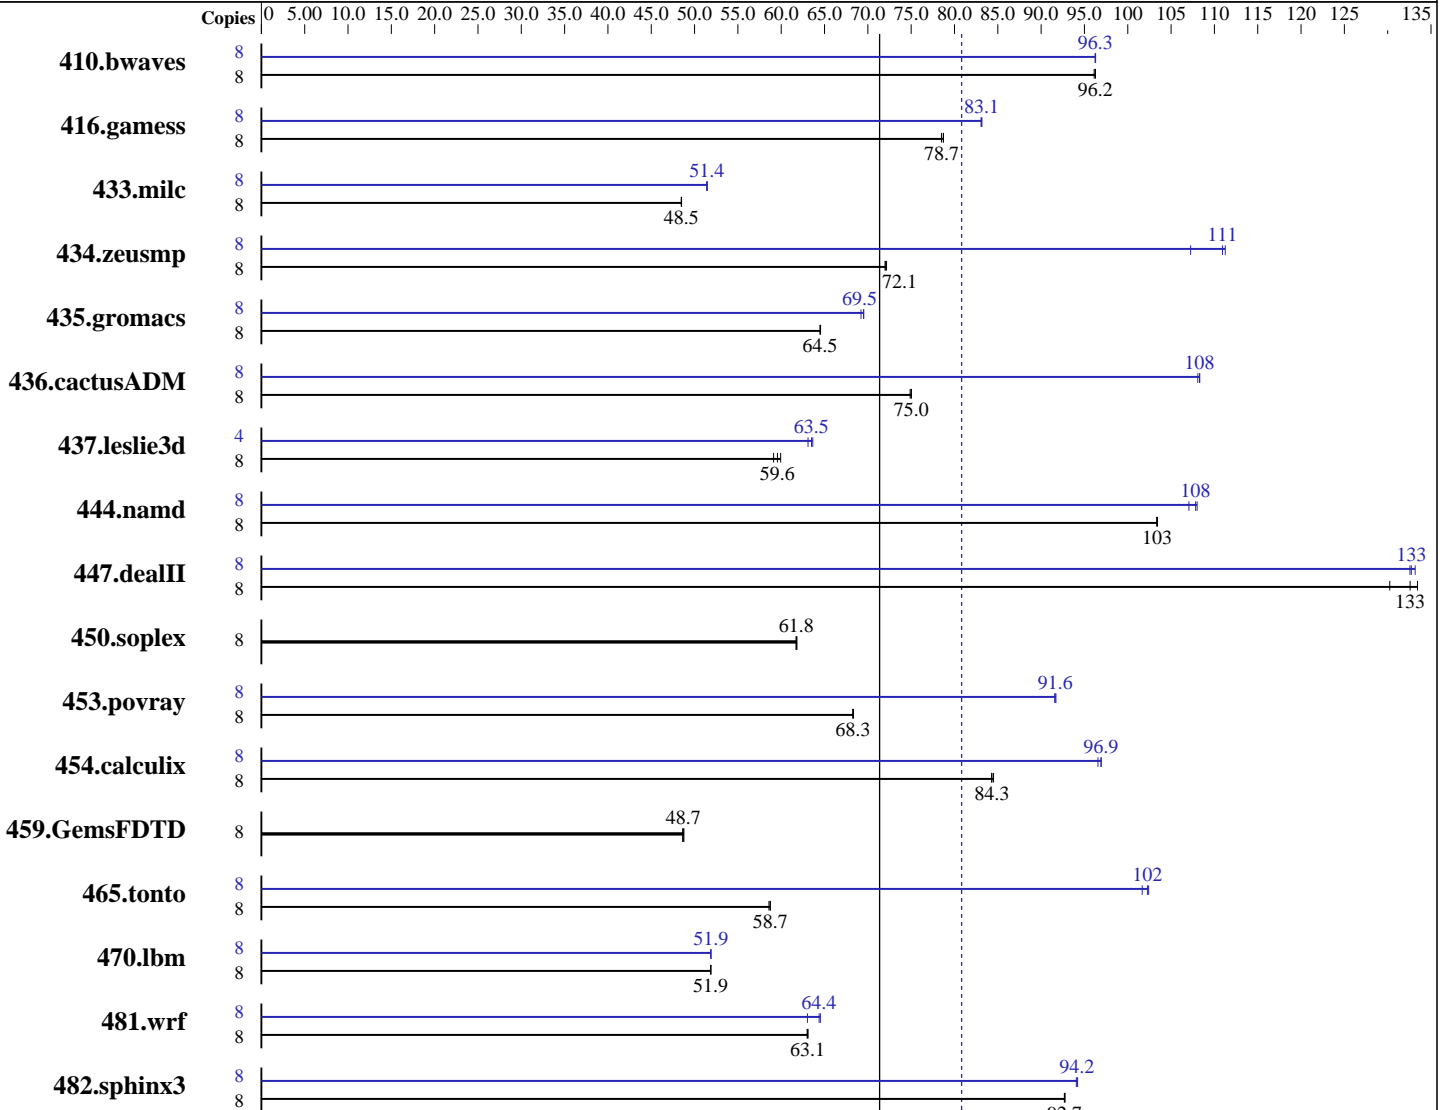 Copies 0 5.00 10.0 15.0 20.0 25.0 30.0 35.0 40.0 45.0 50.0 55.0 60.0 65.0 70.0 75.0 80.0 85.0 90.0 95.0 100 105 110 115 120 125 135
8 96.3
410.bwaves
8 96.2
8 83.1
416.gamess
8 78.7
8 51.4
433.milc
8 48.5
8 111
434.zeusmp
8 72.1
8 69.5
435.gromacs
8 64.5
8 108
436.cactusADM
8 75.0
4 63.5
437.leslie3d
8 59.6
8 108
444.namd
8 103
8 133
447.dealII
8 133
61.8
450.soplex 8
8 91.6
453.povray
8 68.3
8 96.9
454.calculix
8 84.3
48.7
459.GemsFDTD 8
8 102
465.tonto
8 58.7
8 51.9
470.lbm
8 51.9
8 64.4
481.wrf
8 63.1
8 94.2
482.sphinx3
8